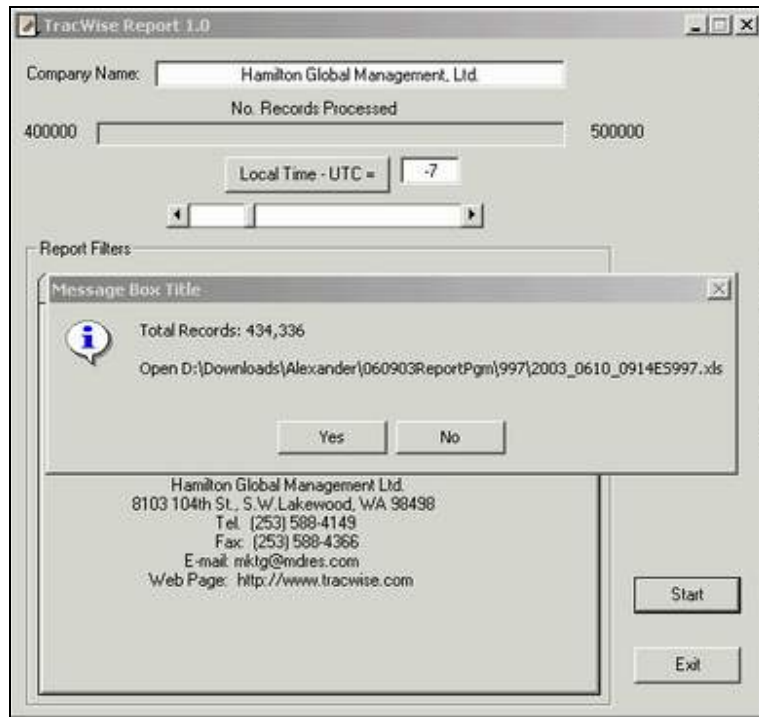 TracWise Report 1.0
Company Name: Hamilton Global Management, Ltd.
No. Records Processed
400000 500000
Local Time - UTC = -7
Report Filters
Message Box Title
Total Records: 434,336
Open D:\Downloads\Alexander\060903ReportPgm\997\2003_0610_0914ES997.xls
Yes No
Hamilton Global Management Ltd.
8103 104th St., S.W.Lakewood, WA 98498
Tel. (253) 588-4149
Fax: (253) 588-4366
E-mail: mktg@mdres.com
Web Page: http://www.tracwise.com
Start
Exit